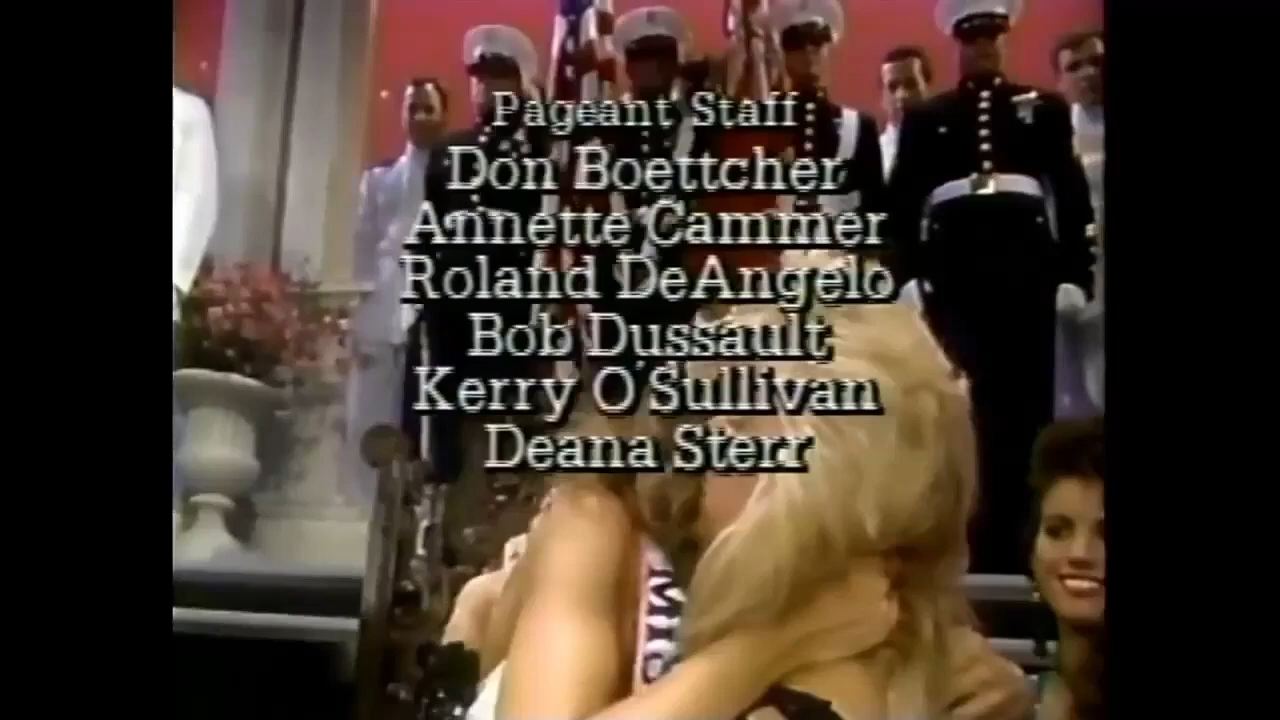 Pageant Staff
Don Boettcher
Annette Cammer
Roland DeAngelo
Bob Dussault
Kerry O'Sullivan
Deana Sterr